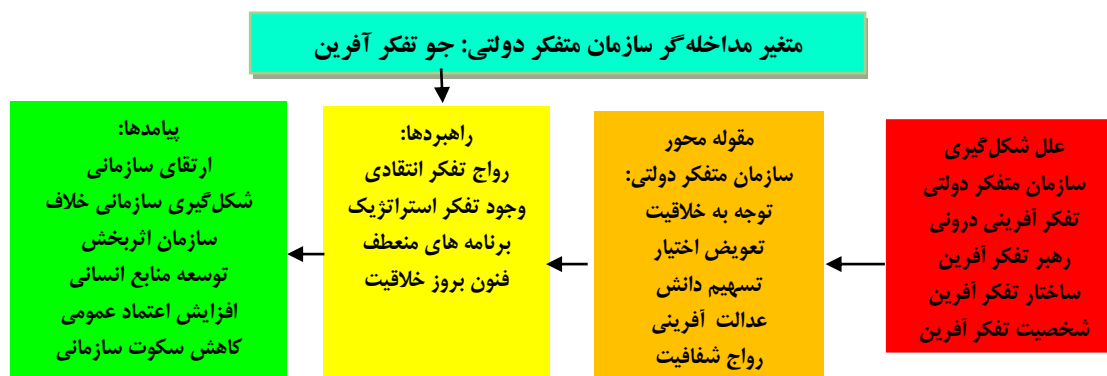 متغیر مداخله‌گر سازمان متفکر دولتی: جو تفکر آفرین
علل شکل‌گیری
سازمان متفکر دولتی
تفکر آفرینی درونی
رهبر تفکر آفرین
ساختار تفکر آفرین
شخصیت تفکر آفرین
مقوله محور
سازمان متفکر دولتی:
توجه به خلاقیت
تعویض اختیار
تسهیم دانش
عدالت آفرینی
رواج شفافیت
راهبردها:
رواج تفکر انتقادی
وجود تفکر استراتژیک
برنامه های منعطف
فنون بروز خلاقیت
پیامدها:
ارتقای سازمانی
شکل‌گیری سازمانی خلاف
سازمان اثربخش
توسعه منابع انسانی
افزایش اعتماد عمومی
کاهش سکوت سازمانی